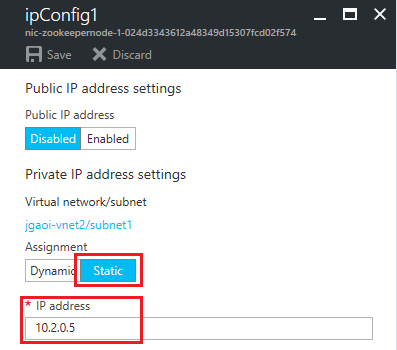 ipConfig1
nic-zookeepernode-1-024d3343612a48349d15307fcd02f574
Save Discard
Public IP address settings
Public IP address
Disabled Enabled
Private IP address settings
Virtual network/subnet
jgaoi-vnet2/subnet1
Assignment
Dynamic Static
* IP address
10.2.0.5